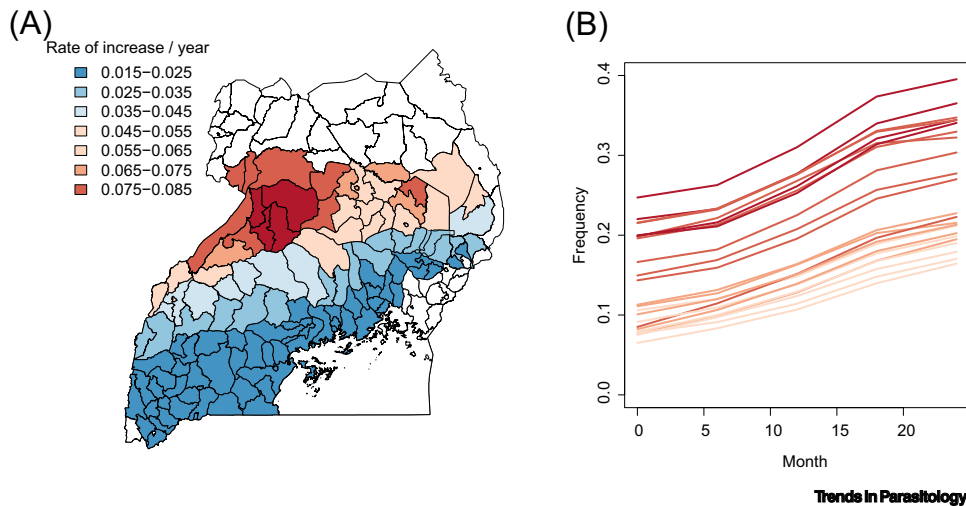 (A)
Rate of increase / year
0.015−0.025
0.025−0.035
0.035−0.045
0.045−0.055
0.055−0.065
0.065−0.075
0.075−0.085
(B)
Frequency
0.4
0.3
0.2
0.1
0.0
0 5 10 15 20
Month
Trends in Parasitology